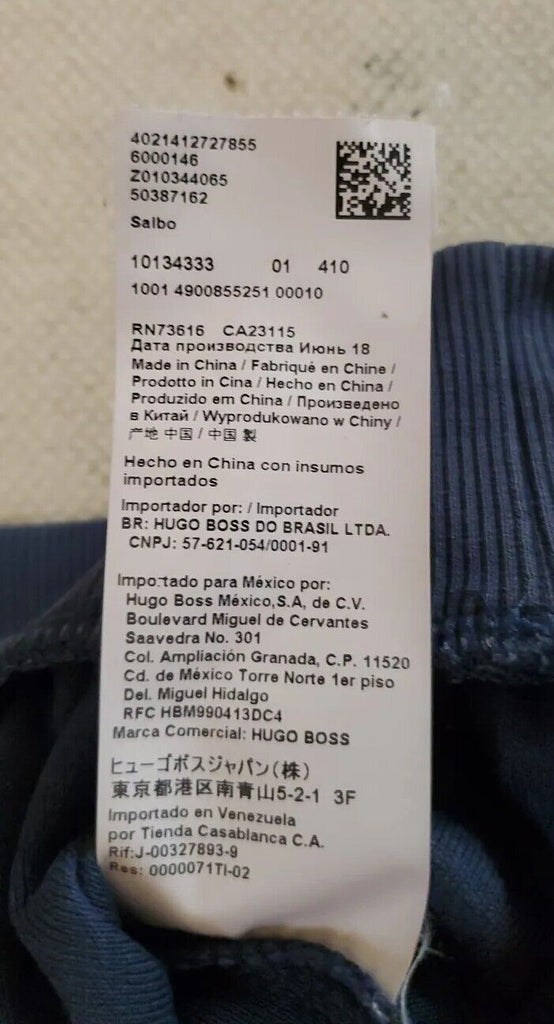 4021412727855
6000146
Z010344065
50387162
Salbo
10134333 01 410
1001 4900855251 00010
RN73616 CA23115
Дата производства Июнь 18
Made in China / Fabriqué en Chine /
Prodotto in Cina / Hecho en China /
Produzido em China / Произведено
в Китай / Wyprodukowano w Chiny /
产地 中国 / 中国 製
Hecho en China con insumos
importados
Importador por: / Importador
BR: HUGO BOSS DO BRASIL LTDA.
CNPJ: 57-621-054/0001-91
Importado para México por:
Hugo Boss México,S.A, de C.V.
Boulevard Miguel de Cervantes
Saavedra No. 301
Col. Ampliación Granada, C.P. 11520
Cd. de México Torre Norte 1er piso
Del. Miguel Hidalgo
RFC HBM990413DC4
Marca Comercial: HUGO BOSS
ヒューゴボスジャパン(株)
東京都港区南青山5-2-1 3F
Importado en Venezuela
por Tienda Casablanca C.A.
Rif:J-00327893-9
Res: 0000071TI-02